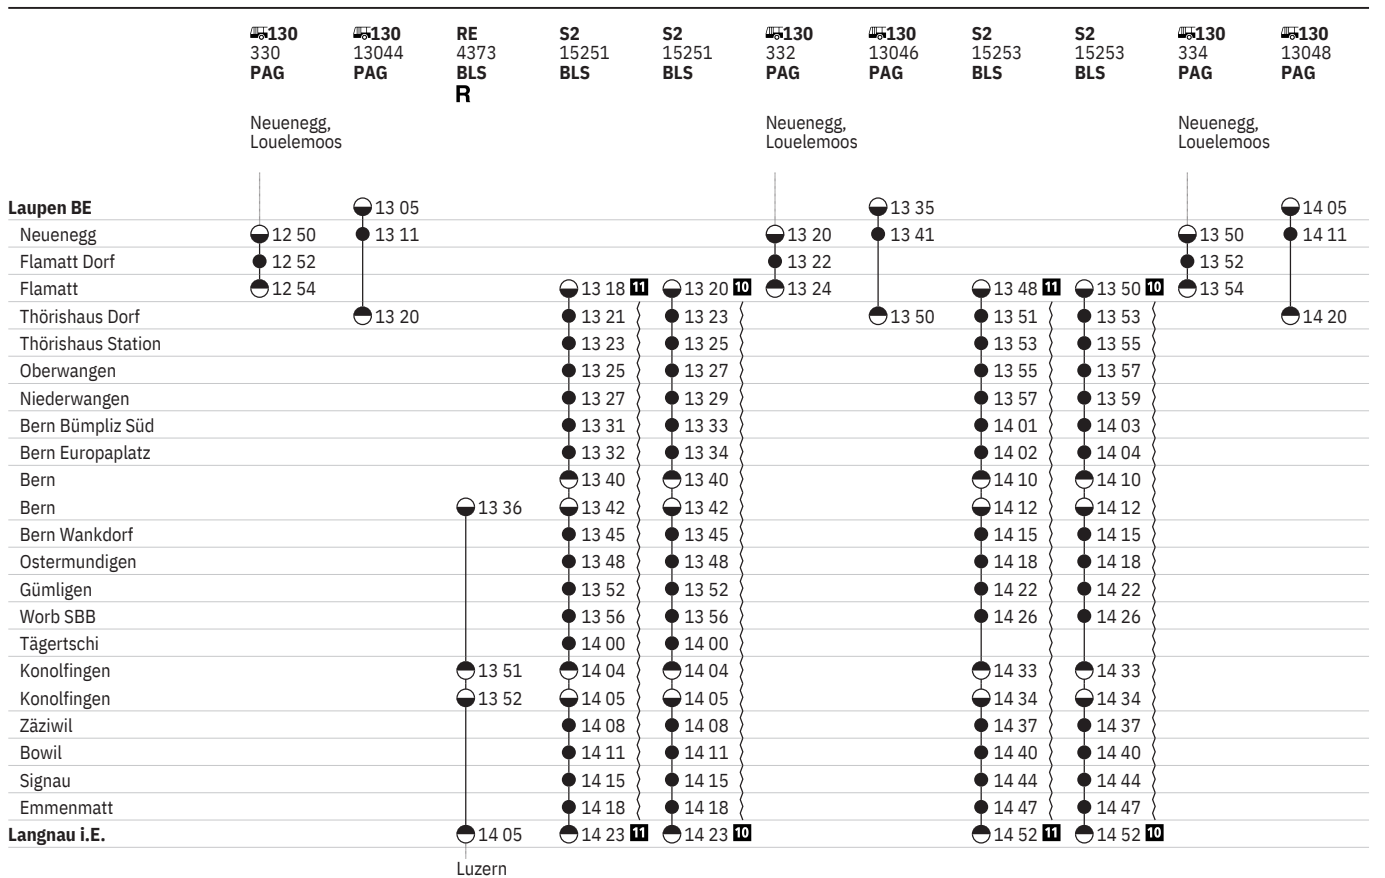 130 130 RE S2 S2 130 130 S2 S2 130 130
330 13044 4373 15251 15251 332 13046 15253 15253 334 13048
PAG PAG BLS BLS BLS PAG PAG BLS BLS PAG PAG
R
Neuenegg, Neuenegg, Neuenegg,
Louelemoos Louelemoos Louelemoos
Laupen BE 13 05 13 35 14 05
Neuenegg 12 50 13 11 13 20 13 41 13 50 14 11
Flamatt Dorf 12 52 13 22 13 52
Flamatt 12 54 13 18 11 13 20 10 13 24 13 48 11 13 50 10 13 54
Thörishaus Dorf 13 20 13 21 13 23 13 50 13 51 13 53 14 20
Thörishaus Station 13 23 13 25 13 53 13 55
Oberwangen 13 25 13 27 13 55 13 57
Niederwangen 13 27 13 29 13 57 13 59
Bern Bümpliz Süd 13 31 13 33 14 01 14 03
Bern Europaplatz 13 32 13 34 14 02 14 04
Bern 13 40 13 40 14 10 14 10
Bern 13 36 13 42 13 42 14 12 14 12
Bern Wankdorf 13 45 13 45 14 15 14 15
Ostermundigen 13 48 13 48 14 18 14 18
Gümligen 13 52 13 52 14 22 14 22
Worb SBB 13 56 13 56 14 26 14 26
Tägertschi 14 00 14 00
Konolfingen 13 51 14 04 14 04 14 33 14 33
Konolfingen 13 52 14 05 14 05 14 34 14 34
Zäziwil 14 08 14 08 14 37 14 37
Bowil 14 11 14 11 14 40 14 40
Signau 14 15 14 15 14 44 14 44
Emmenmatt 14 18 14 18 14 47 14 47
Langnau i.E. 14 05 14 23 11 14 23 10 14 52 11 14 52 10
Luzern